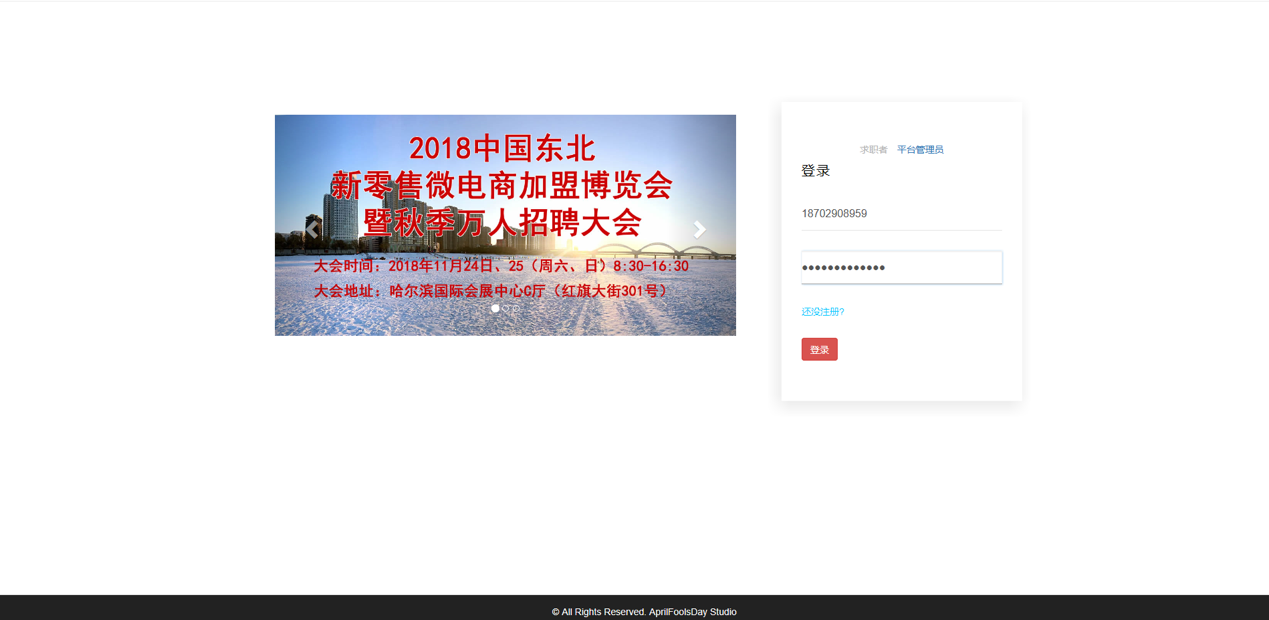 2018中国东北
新零售微电商加盟博览会
暨秋季万人招聘大会
大会时间：2018年11月24日、25（周六、日）8:30-16:30
大会地址：哈尔滨国际会展中心C厅（红旗大街301号）
求职者 平台管理员
登录
18702908959
•••••••••••••
还没注册?
登录
© All Rights Reserved. AprilFoolsDay Studio